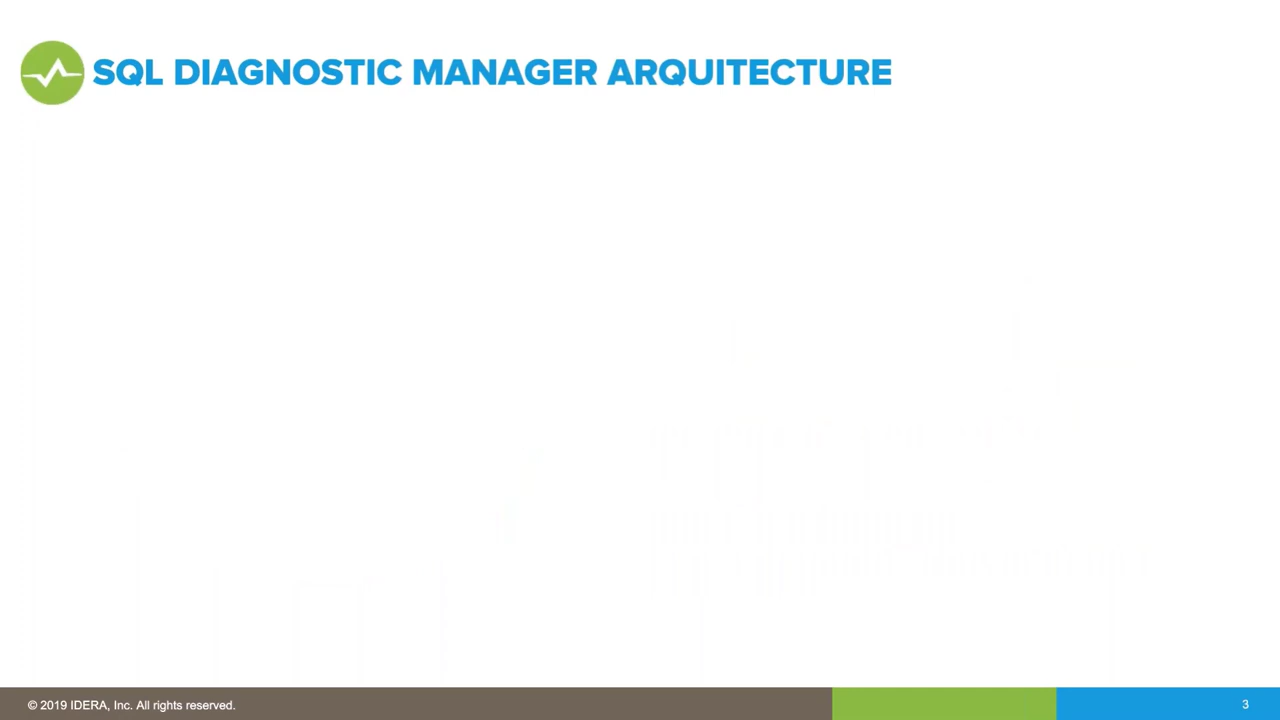 SQL DIAGNOSTIC MANAGER ARQUITECTURE
© 2019 IDERA, Inc. All rights reserved.
3